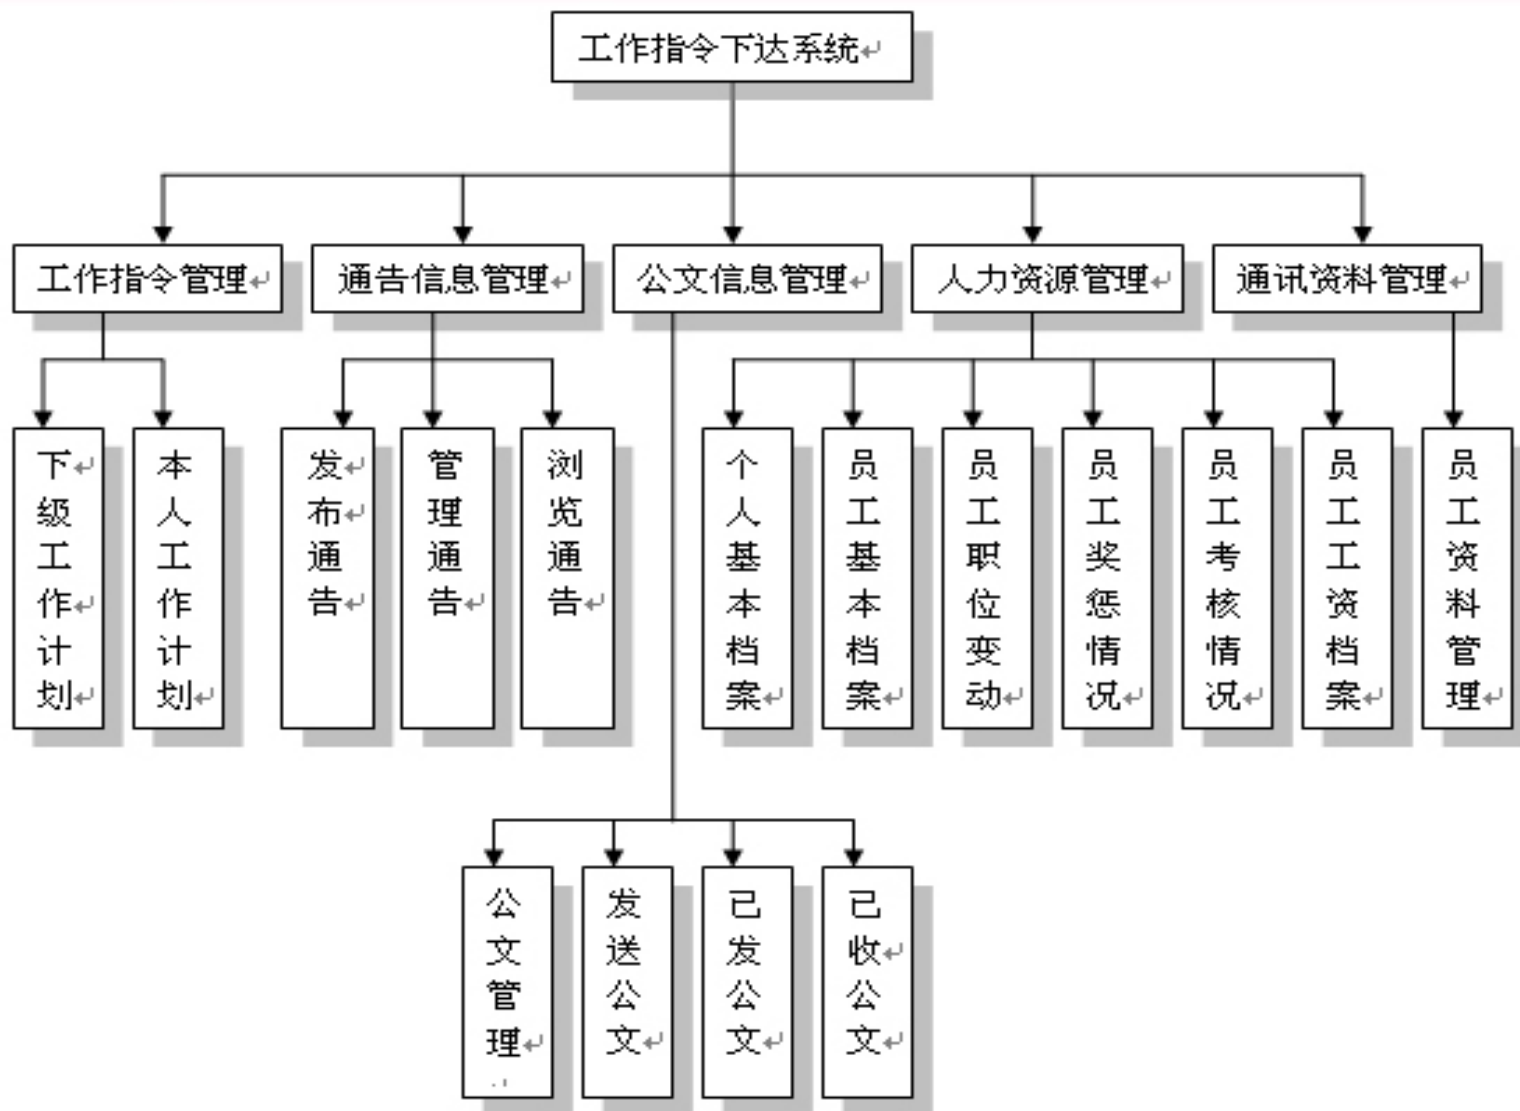 工作指令下达系统
工作指令管理
通告信息管理
公文信息管理
人力资源管理
通讯资料管理
下级工作计划
本人工作计划
发布通告
管理通告
浏览通告
个人基本档案
员工基本档案
员工职位变动
员工奖惩情况
员工考核情况
员工工资档案
员工资料管理
公文管理
发送公文
已发公文
已收公文